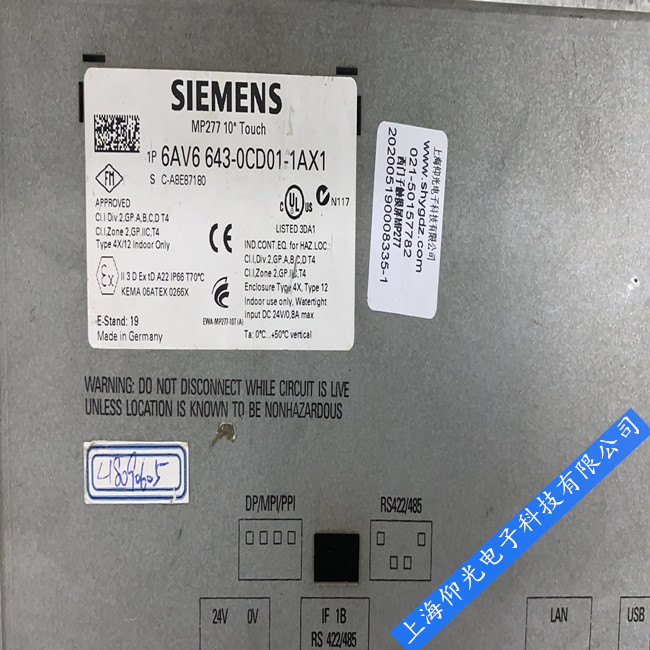 SIEMENS
MP277 10" Touch
1P 6AV6 643-0CD01-1AX1
S C-A8E87180
FM
APPROVED
Cl.I.Div.2,GP.A,B,C,D T4
Cl.I,Zone 2,GP.IIC,T4
Type 4X/12 Indoor Only
CE
C UL US
LISTED 3DA1
N117
IND.CONT.EQ. for HAZ.LOC.:
Cl.I,Div.2,GP.A,B,C,D T4
Cl.I,Zone 2,GP.IIC,T4
Enclosure Type 4X, Type 12
Indoor use only, Watertight
Input DC 24V/0,8A max
Ta: 0°C...+50°C vertical
Ex
II 3 D Ex tD A22 IP66 T70°C
KEMA 06ATEX 0266X
EWA-MP277-10T (A)
E-Stand: 19
Made in Germany
上海仰光电子科技有限公司
www.shygdz.com
021-50157782
西门子触摸屏MP277
202005190008335-1
WARNING: DO NOT DISCONNECT WHILE CIRCUIT IS LIVE
UNLESS LOCATION IS KNOWN TO BE NONHAZARDOUS
DP/MPI/PPI
RS422/485
24V 0V
IF 1B
RS 422/485
LAN
USB
上海仰光电子科技有限公司